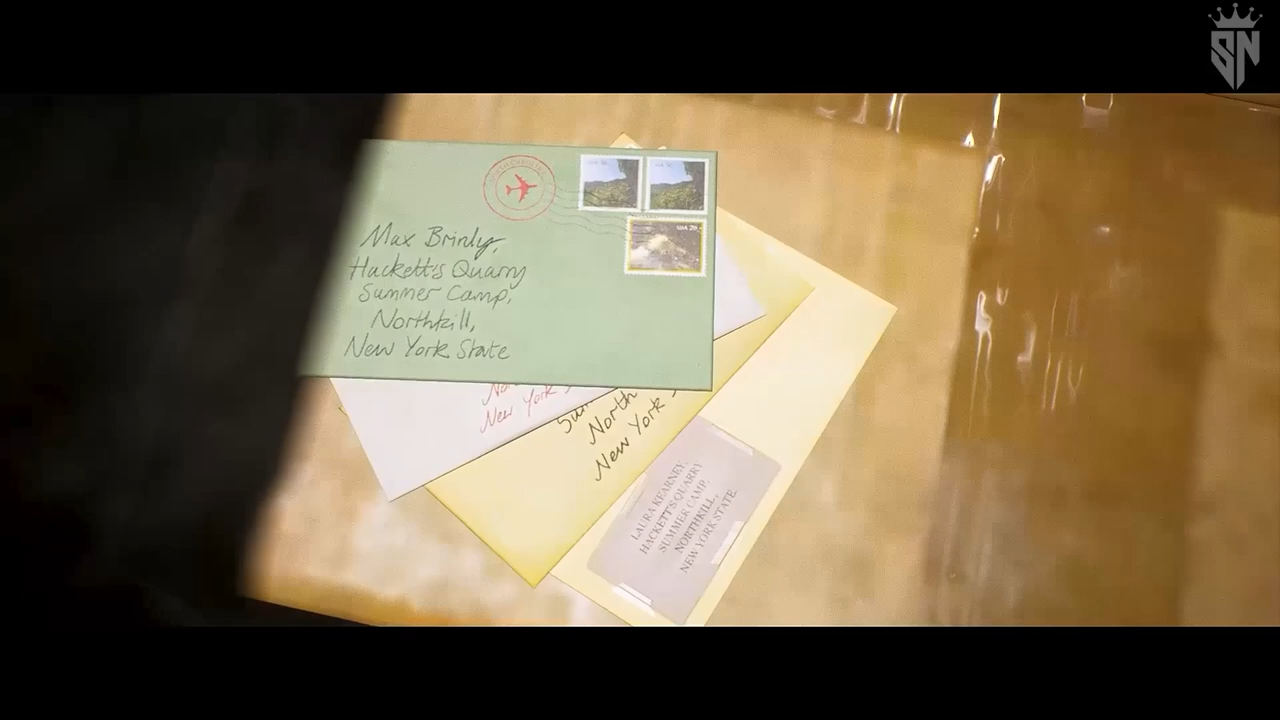 SN
Max Brinly,
Hackett's Quarry
Summer Camp,
Northkill,
New York State
New York
North
New York
LAURA KEARNEY,
HACKETT'S QUARRY
SUMMER CAMP,
NORTHKILL,
NEW YORK STATE.